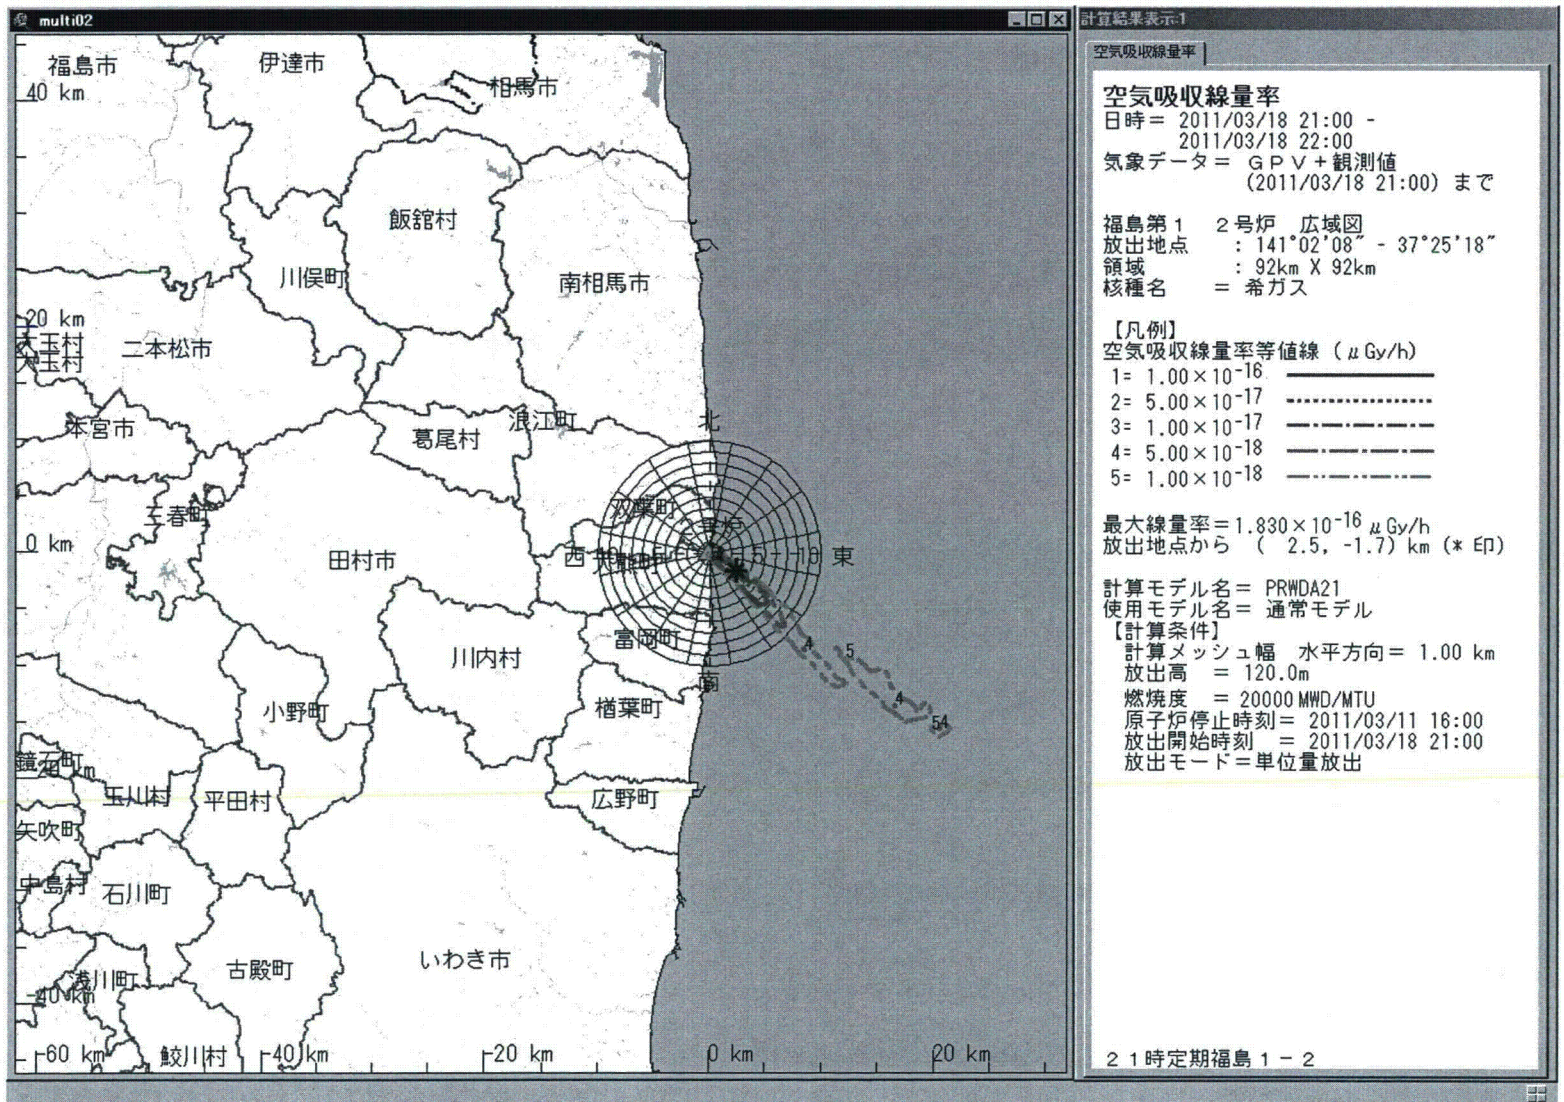 multi02
福島市
伊達市
相馬市
40 km
飯舘村
川俣町
南相馬市
20 km
大玉村
大玉村
二本松市
本宮市
葛尾村
浪江町
北
三春町
双葉町
0 km
田村市
西
東
富岡町
川内村
5
4
南
小野町
楢葉町
4
54
鏡石町
玉川村
平田村
広野町
矢吹町
中島村
石川町
いわき市
古殿町
浅川町
-40 km
鮫川村
-60 km
-40 km
-20 km
0 km
20 km
計算結果表示:1
空気吸収線量率
空気吸収線量率
日時= 2011/03/18 21:00 -
2011/03/18 22:00
気象データ= GPV+観測値
(2011/03/18 21:00) まで
福島第1 2号炉 広域図
放出地点 : 141°02'08" - 37°25'18"
領域 : 92km X 92km
核種名 = 希ガス
【凡例】
空気吸収線量率等値線 (μGy/h)
1= 1.00×10-16
2= 5.00×10-17
3= 1.00×10-17
4= 5.00×10-18
5= 1.00×10-18
最大線量率=1.830×10-16 μGy/h
放出地点から ( 2.5, -1.7) km (* 印)
計算モデル名= PRWDA21
使用モデル名= 通常モデル
【計算条件】
計算メッシュ幅 水平方向= 1.00 km
放出高 = 120.0m
燃焼度 = 20000MWD/MTU
原子炉停止時刻= 2011/03/11 16:00
放出開始時刻 = 2011/03/18 21:00
放出モード=単位量放出
21時定期福島1-2